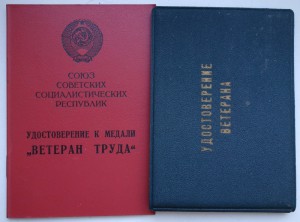 СОЮЗ
СОВЕТСКИХ
СОЦИАЛИСТИЧЕСКИХ
РЕСПУБЛИК
УДОСТОВЕРЕНИЕ К МЕДАЛИ
„ВЕТЕРАН ТРУДА“
УДОСТОВЕРЕНИЕ
ВЕТЕРАНА